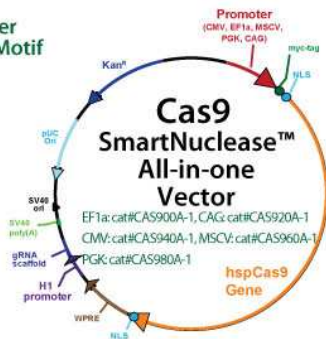 er
Motif
Promoter
(CMV, EF1a, MSCV,
PGK, CAG)
myc-tag
NLS
Kanᴿ
pUC
Ori
SV40
ori
SV40
poly(A)
gRNA
scaffold
H1
promoter
WPRE
NLS
hspCas9
Gene
Cas9
SmartNuclease™
All-in-one
Vector
EF1a: cat#CAS900A-1, CAG: cat#CAS920A-1
CMV: cat#CAS940A-1, MSCV: cat#CAS960A-1
PGK: cat#CAS980A-1